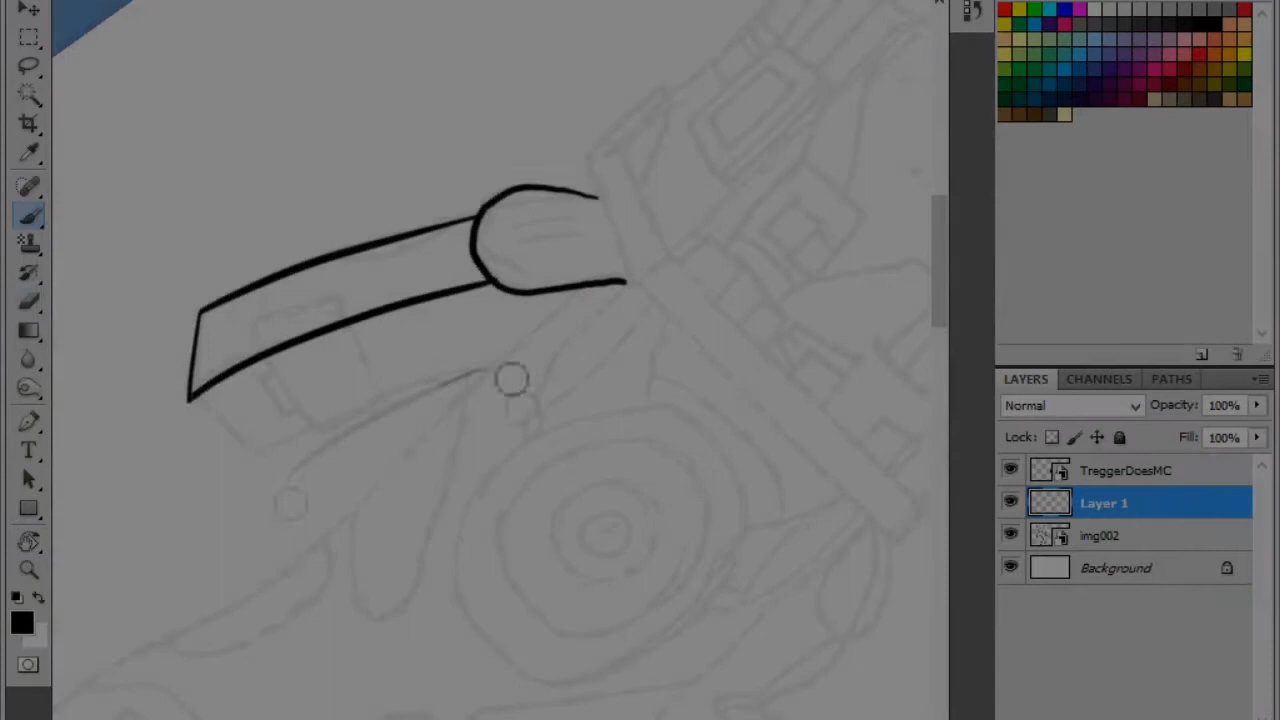 LAYERS CHANNELS PATHS
Normal Opacity: 100%
Lock: Fill: 100%
TreggerDoesMC
Layer 1
img002
Background
T